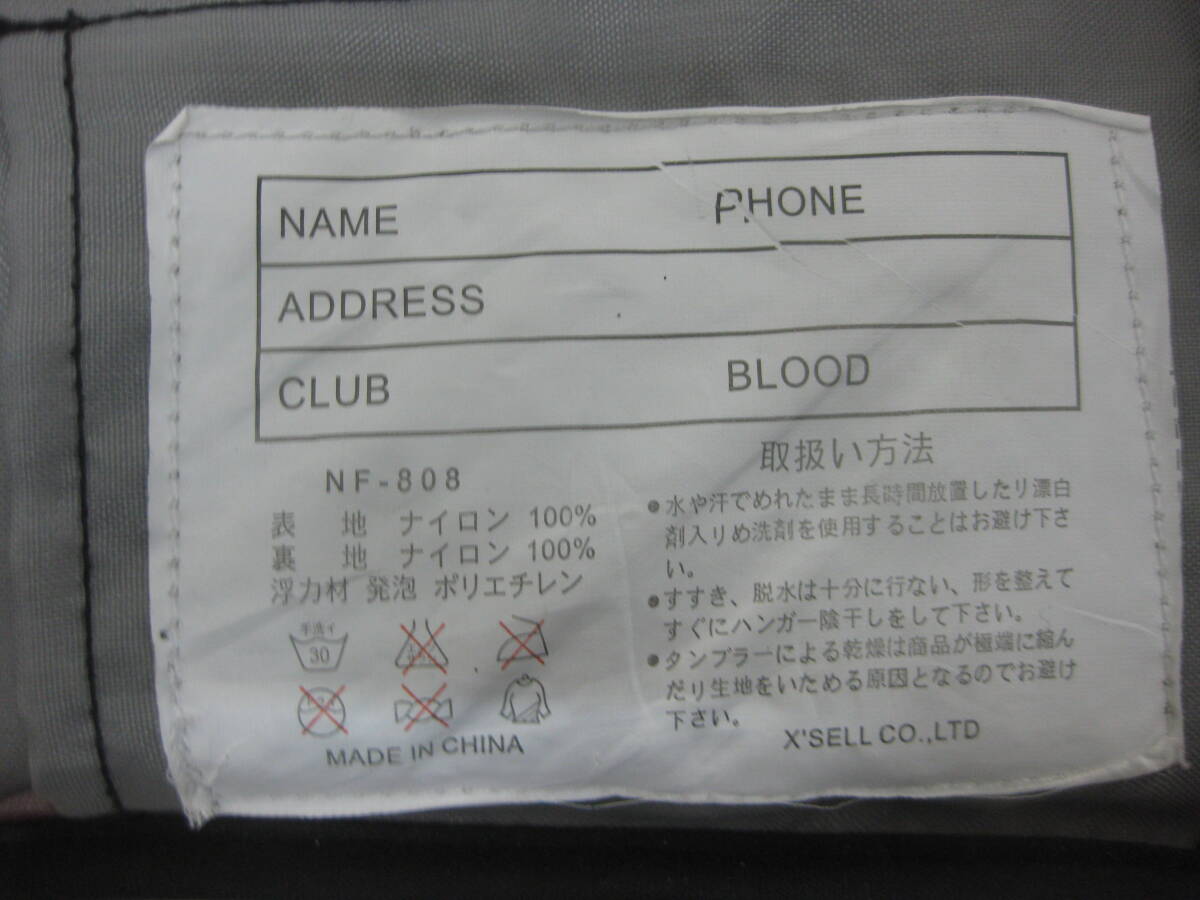 NAME PHONE
ADDRESS
CLUB BLOOD
NF-808
表 地 ナイロン 100%
裏 地 ナイロン 100%
浮力材 発泡 ポリエチレン
手洗イ
30
MADE IN CHINA
取扱い方法
●水や汗でめれたまま長時間放置したり漂白
剤入りめ洗剤を使用することはお避け下さ
い。
●すすき、脱水は十分に行ない、形を整えて
すぐにハンガー陰干しをして下さい。
●タンブラーによる乾燥は商品が極端に縮ん
だり生地をいためる原因となるのでお避け
下さい。
X'SELL CO.,LTD